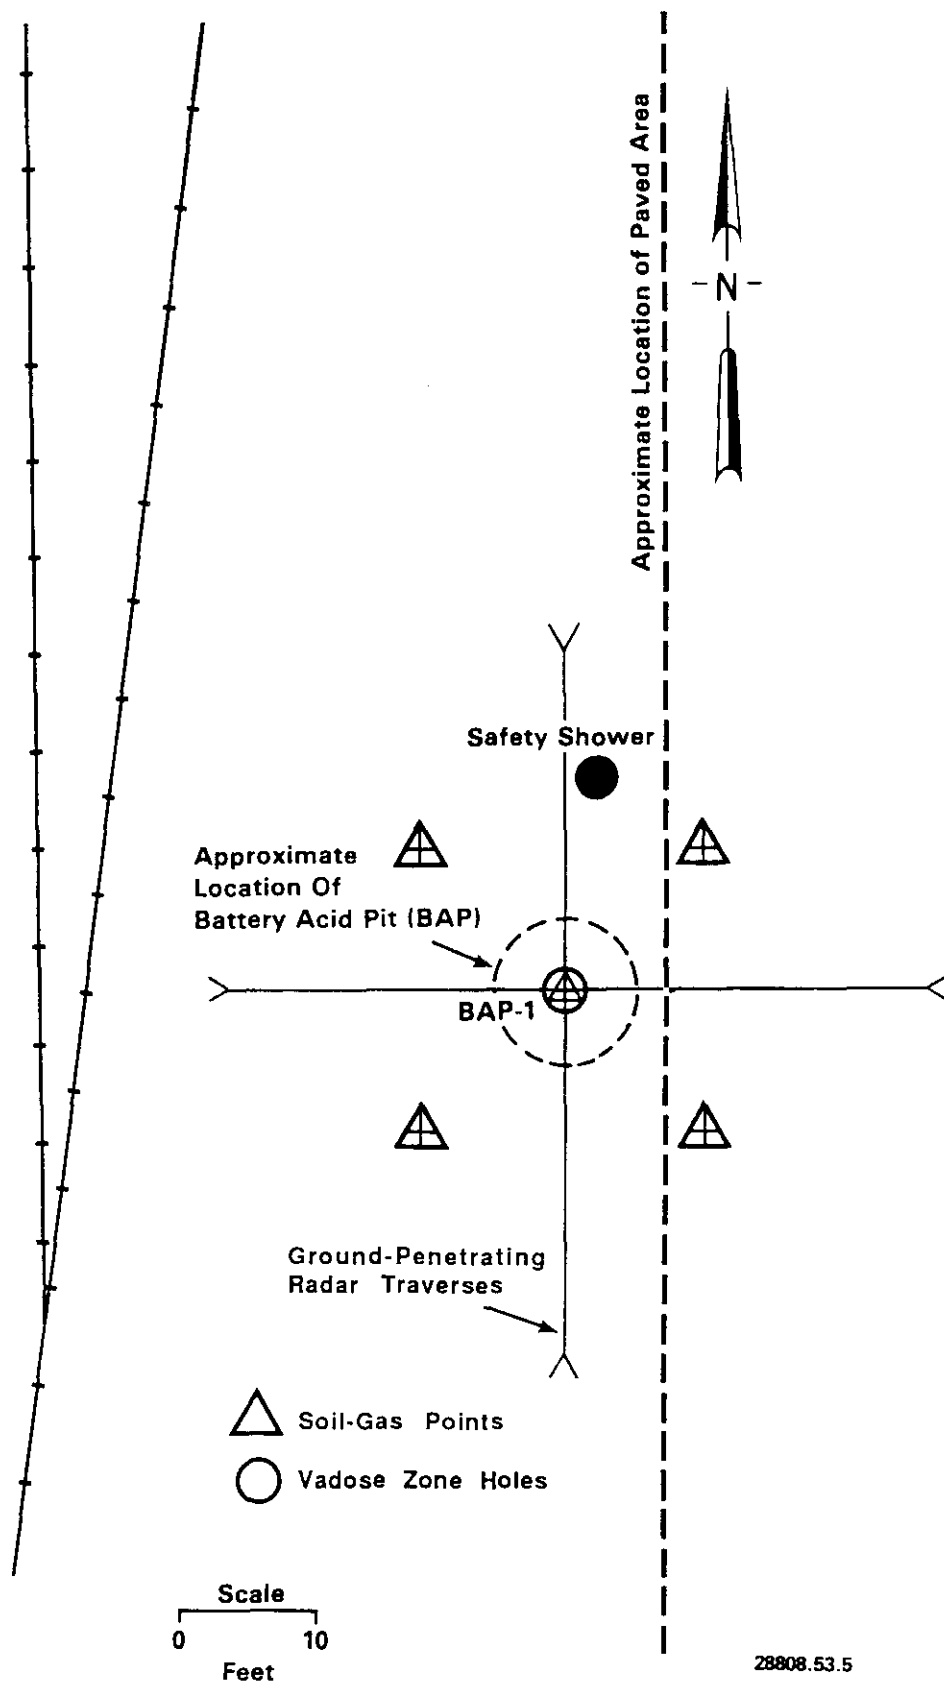 Approximate Location of Paved Area
- N -
Safety Shower
Approximate
Location Of
Battery Acid Pit (BAP)
BAP-1
Ground-Penetrating
Radar Traverses
Soil-Gas Points
Vadose Zone Holes
Scale
0 10
Feet
28808.53.5